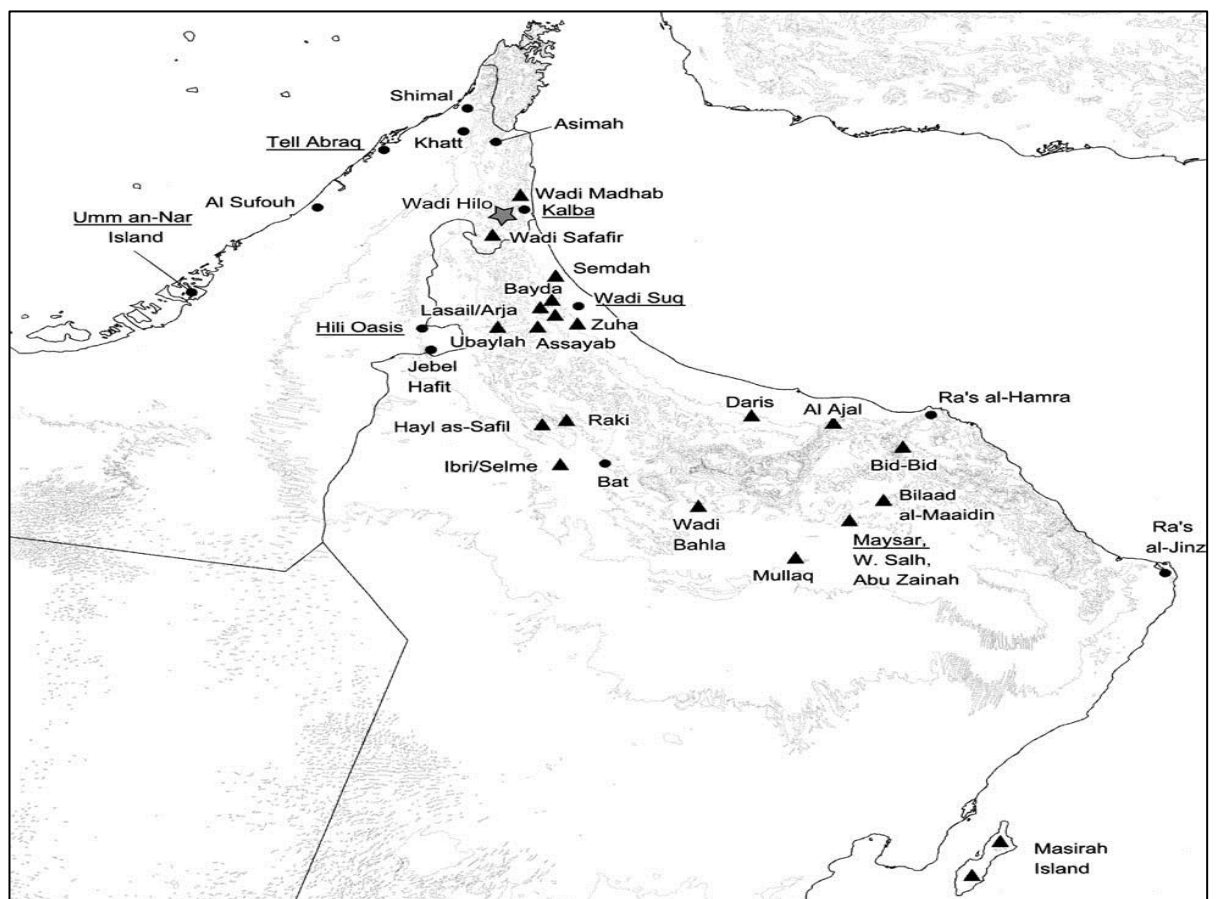 Shimal
Khatt
Asimah
Tell Abraq
Al Sufouh
Umm an-Nar
Island
Wadi Madhab
Wadi Hilo
Kalba
Wadi Safafir
Semdah
Bayda
Wadi Suq
Lasail/Arja
Zuha
Hili Oasis
Ubaylah
Assayab
Jebel
Hafit
Hayl as-Safil
Raki
Daris
Al Ajal
Ra's al-Hamra
Bid-Bid
Ibri/Selme
Bat
Bilaad
al-Maaidin
Wadi
Bahla
Maysar,
W. Salh,
Abu Zainah
Mullaq
Ra's
al-Jinz
Masirah
Island